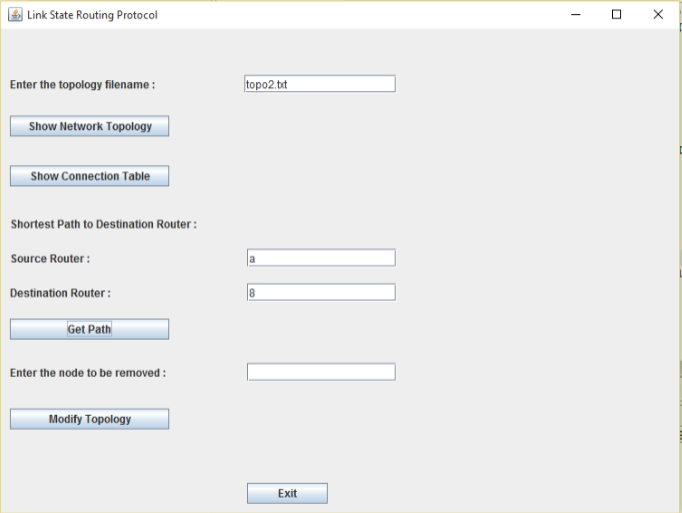 Link State Routing Protocol
Enter the topology filename :
topo2.txt
Show Network Topology
Show Connection Table
Shortest Path to Destination Router :
Source Router :
a
Destination Router :
8
Get Path
Enter the node to be removed :
Modify Topology
Exit